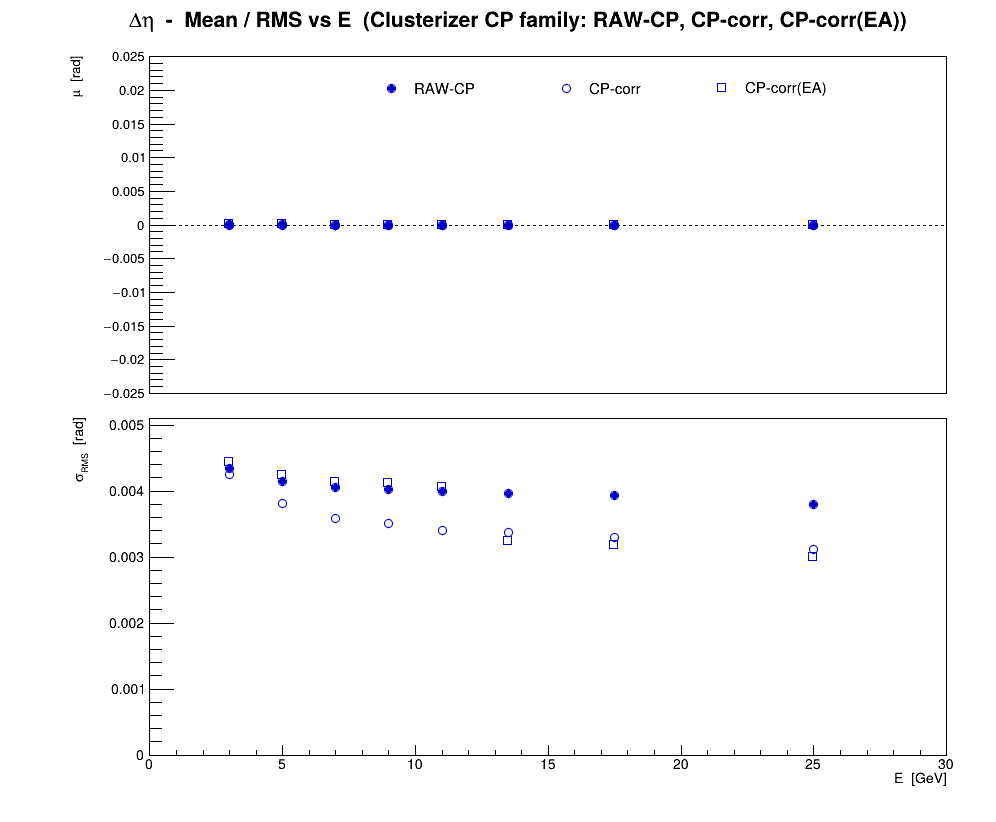 Δη - Mean / RMS vs E (Clusterizer CP family: RAW-CP, CP-corr, CP-corr(EA))
μ [rad]
0.025
0.02
0.015
0.01
0.005
0
−0.005
−0.01
−0.015
−0.02
−0.025
RAW-CP
CP-corr
CP-corr(EA)
σRMS [rad]
0.005
0.004
0.003
0.002
0.001
0
0 5 10 15 20 25 30
E [GeV]